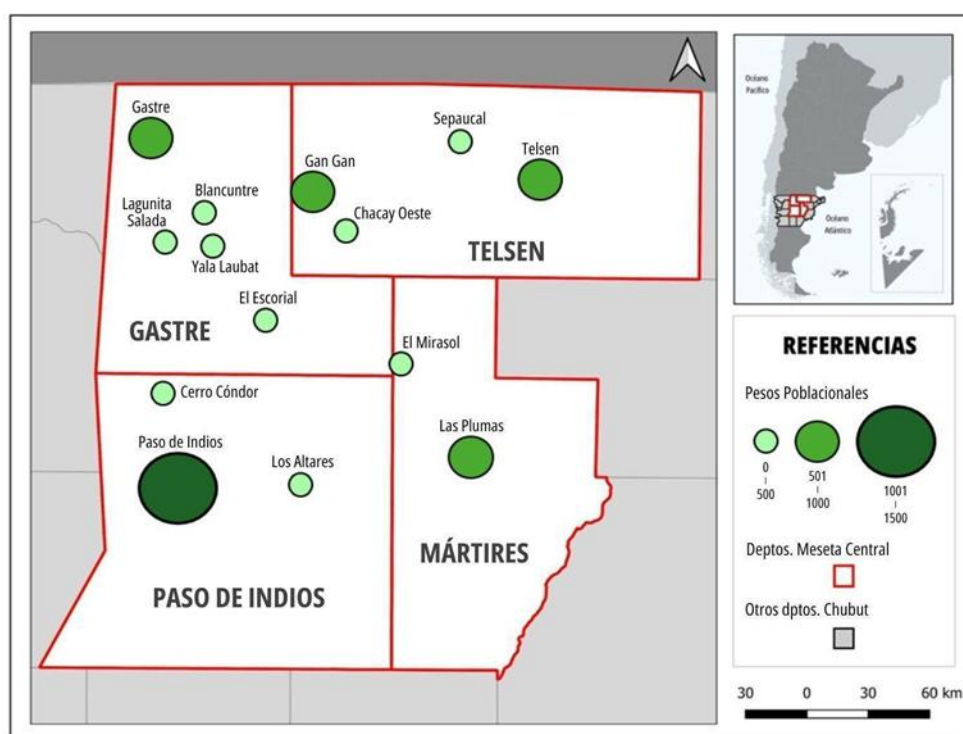 Gastre
Sepaucal
Gan Gan
Telsen
Blancuntre
Lagunita
Salada
Chacay Oeste
Yala Laubat
TELSEN
El Escorial
GASTRE
El Mirasol
Cerro Cóndor
Las Plumas
Paso de Indios
Los Altares
MÁRTIRES
PASO DE INDIOS
Océano
Pacífico
Océano
Atlántico
REFERENCIAS
Pesos Poblacionales
0
-
500
501
-
1000
1001
-
1500
Deptos. Meseta Central
Otros dptos. Chubut
30 0 30 60 km